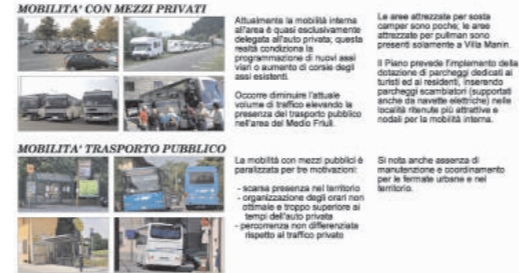 MOBILITA' CON MEZZI PRIVATI
Attualmente la mobilità interna
all'area è quasi esclusivamente
delegata all'auto privata; questa
realtà condiziona la
programmazione di nuovi assi
viari o aumento di corsie degli
assi esistenti.
Occorre diminuire l'attuale
volume di traffico elevando la
presenza del trasporto pubblico
nell'area del Medio Friuli.
Le aree attrezzate per sosta
camper sono poche; le aree
attrezzate per pullman sono
presenti solamente a Villa Manin.
Il Piano prevede l'implemento della
dotazione di parcheggi dedicati ai
turisti ed ai residenti, inserendo
parcheggi scambiatori (supportati
anche da navette elettriche) nelle
località ritenute più attrattive e
nodali per la mobilità interna.
MOBILITA' TRASPORTO PUBBLICO
La mobilità con mezzi pubblici è
paralizzata per tre motivazioni:
- scarsa presenza nel territorio
- organizzazione degli orari non
ottimale e troppo superiore ai
tempi dell'auto privata
- percorrenza non differenziata
rispetto al traffico privato
Si nota anche assenza di
manutenzione e coordinamento
per le fermate urbane e nel
territorio.